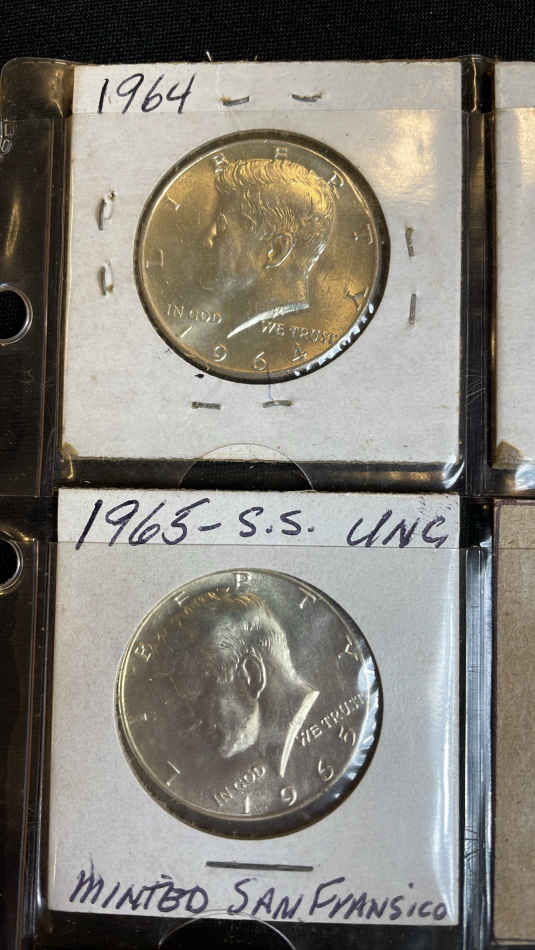 1964
LIBERTY
IN GOD WE TRUST
1964
1965 - S.S. UNC
LIBERTY
IN GOD WE TRUST
1965
MINTED SAN FRANSICO